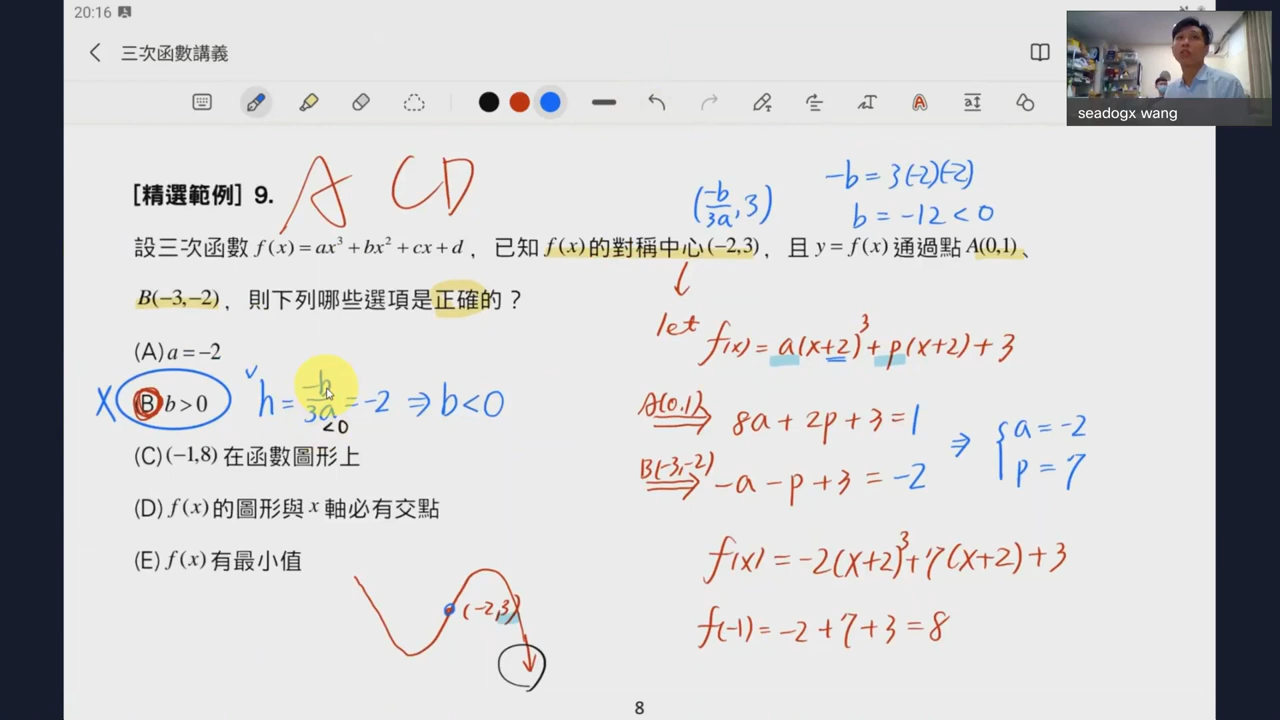 20:16
三次函數講義
seadogx wang
[精選範例] 9.
A CD
(-b/3a, 3)
-b = 3(-2)(-2)
b = -12 < 0
設三次函數 f(x) = ax³ + bx² + cx + d，已知 f(x) 的對稱中心 (−2,3)，且 y = f(x) 通過點 A(0,1)、
B(−3,−2)，則下列哪些選項是正確的？
let f(x) = a(x+2)³ + p(x+2) + 3
(A) a = −2
X (B) b > 0
h = -b/3a = -2 ⇒ b < 0
<0
A(0,1) ⇒ 8a + 2p + 3 = 1
B(-3,-2) ⇒ -a - p + 3 = -2
⇒ { a = -2
p = 7
(C) (−1,8) 在函數圖形上
(D) f(x) 的圖形與 x 軸必有交點
(E) f(x) 有最小值
f(x) = -2(x+2)³ + 7(x+2) + 3
(-2,3)
f(-1) = -2 + 7 + 3 = 8
8